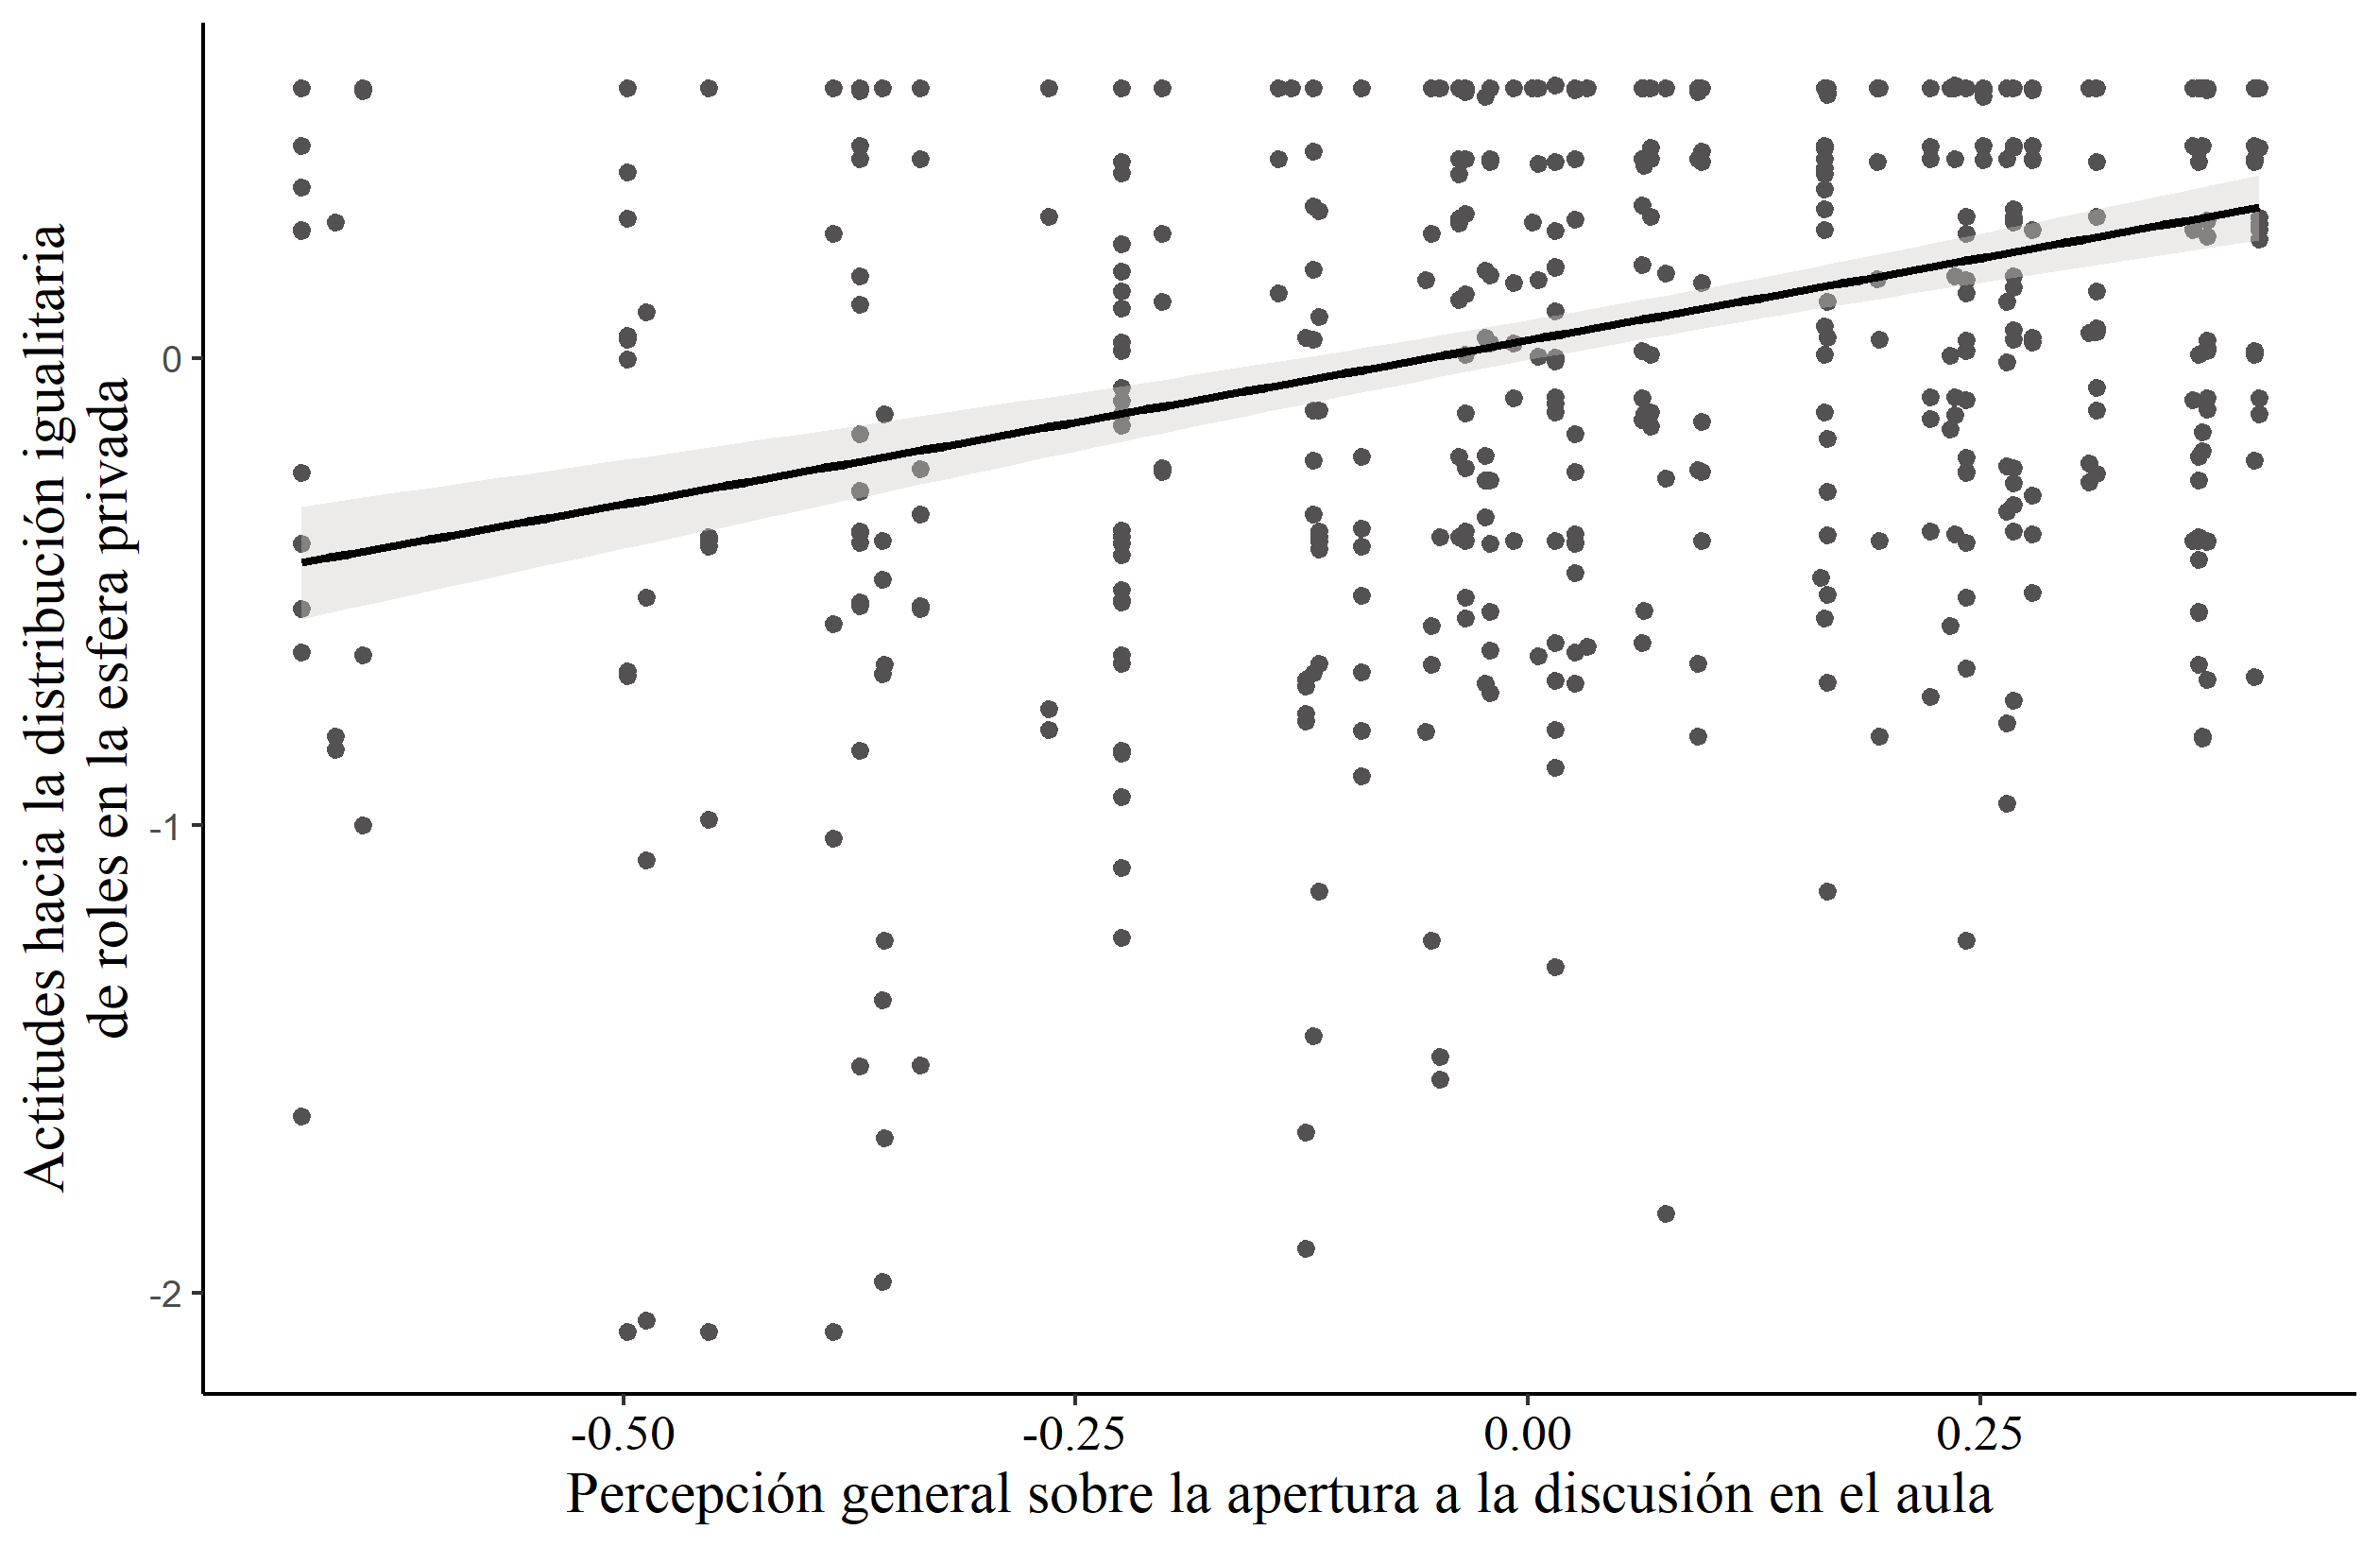 Actitudes hacia la distribución igualitaria
de roles en la esfera privada
0
-1
-2
-0.50
-0.25
0.00
0.25
Percepción general sobre la apertura a la discusión en el aula